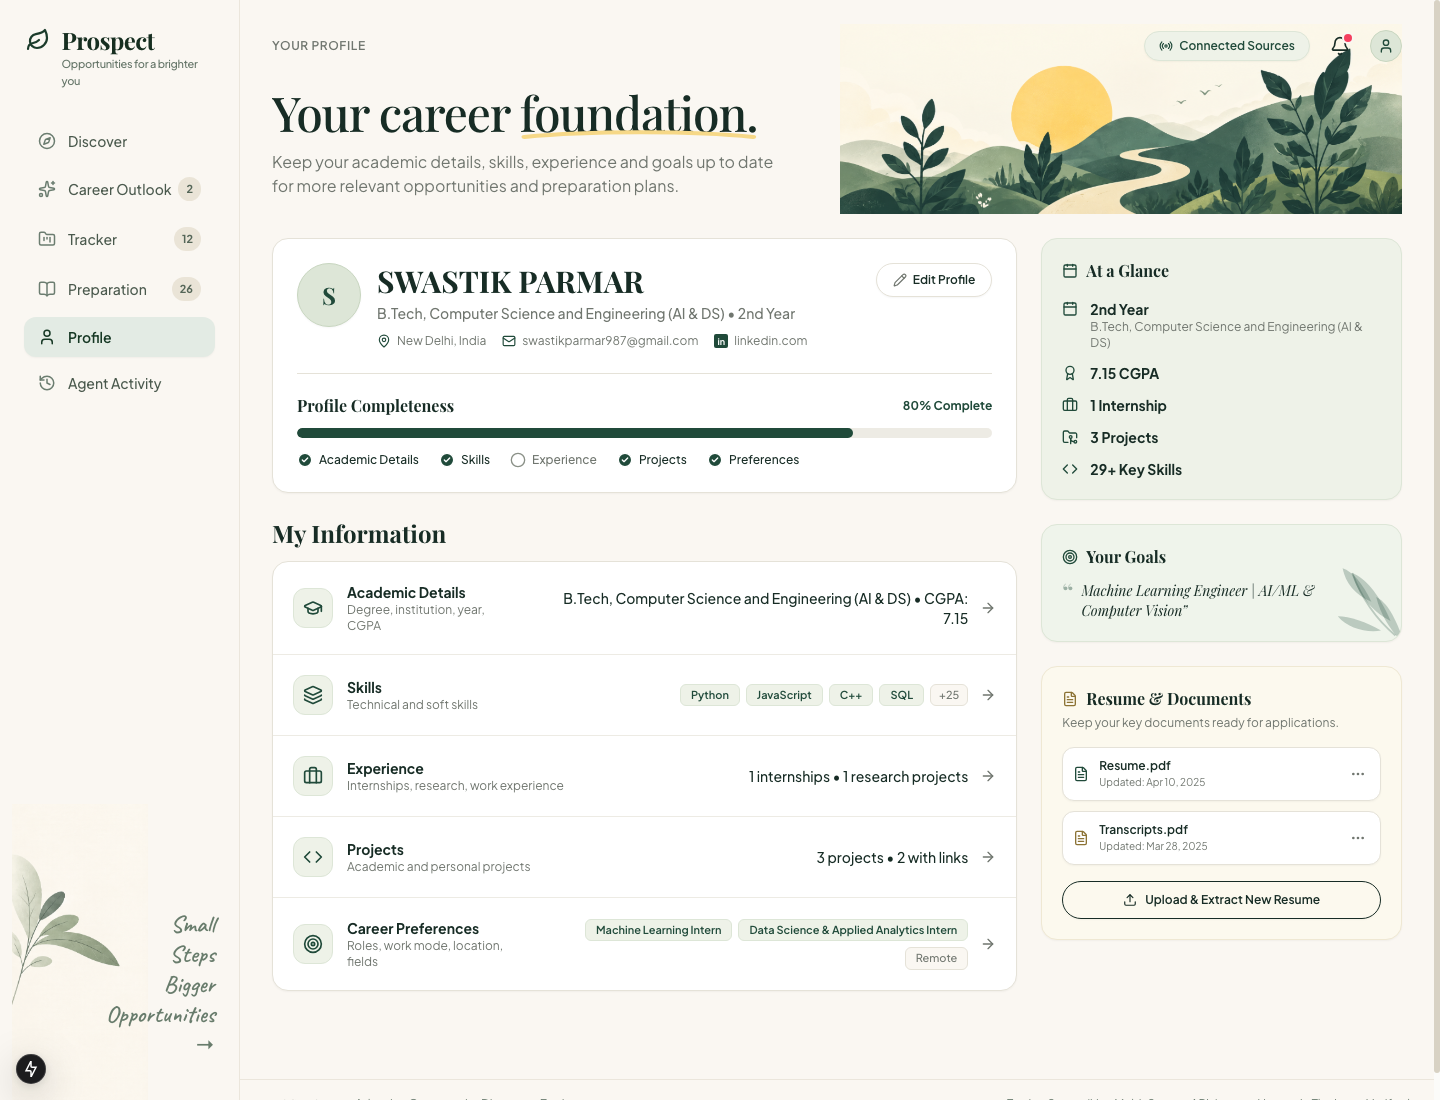 Prospect
Opportunities for a brighter
you
Discover
Career Outlook 2
Tracker 12
Preparation 26
Profile
Agent Activity
Small
Steps
Bigger
Opportunities
→
YOUR PROFILE
Connected Sources
Your career foundation.
Keep your academic details, skills, experience and goals up to date
for more relevant opportunities and preparation plans.
S
SWASTIK PARMAR
Edit Profile
B.Tech, Computer Science and Engineering (AI & DS) • 2nd Year
New Delhi, India swastikparmar987@gmail.com in linkedin.com
Profile Completeness 80% Complete
Academic Details Skills Experience Projects Preferences
My Information
Academic Details
Degree, institution, year,
CGPA
B.Tech, Computer Science and Engineering (AI & DS) • CGPA:
7.15
Skills
Technical and soft skills
Python JavaScript C++ SQL +25
Experience
Internships, research, work experience
1 internships • 1 research projects
Projects
Academic and personal projects
3 projects • 2 with links
Career Preferences
Roles, work mode, location,
fields
Machine Learning Intern Data Science & Applied Analytics Intern
Remote
At a Glance
2nd Year
B.Tech, Computer Science and Engineering (AI &
DS)
7.15 CGPA
1 Internship
3 Projects
29+ Key Skills
Your Goals
“ Machine Learning Engineer | AI/ML &
Computer Vision”
Resume & Documents
Keep your key documents ready for applications.
Resume.pdf
Updated: Apr 10, 2025
Transcripts.pdf
Updated: Mar 28, 2025
Upload & Extract New Resume